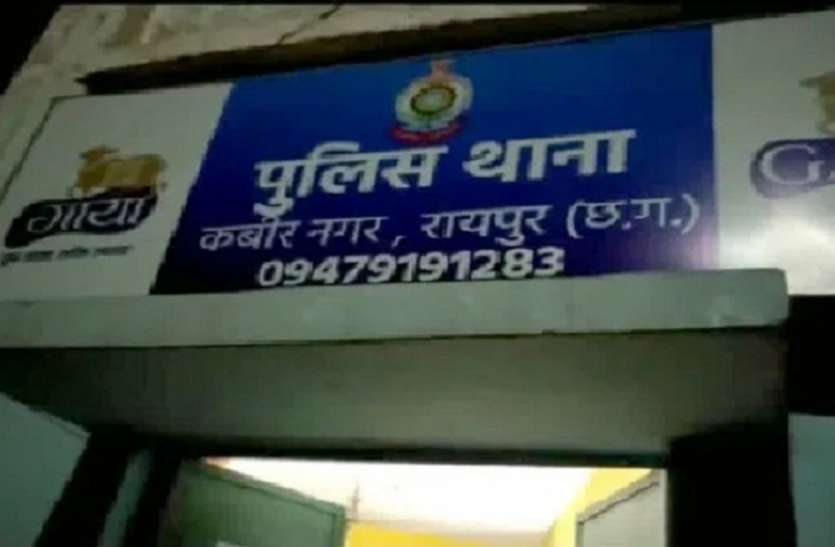 पुलिस थाना
कबीर नगर, रायपुर (छ.ग.)
09479191283
गाया